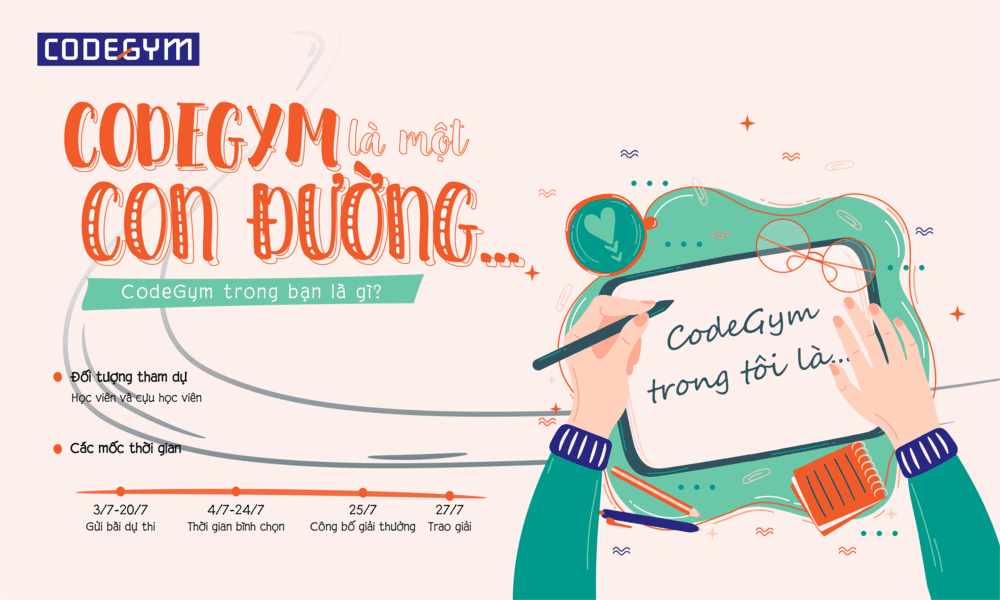 CODEGYM
CODEGYM là một
CON ĐƯỜNG...
CodeGym trong bạn là gì?
Đối tượng tham dự
Học viên và cựu học viên
Các mốc thời gian
3/7-20/7
Gửi bài dự thi
4/7-24/7
Thời gian bình chọn
25/7
Công bố giải thưởng
27/7
Trao giải
CodeGym
trong tôi là...